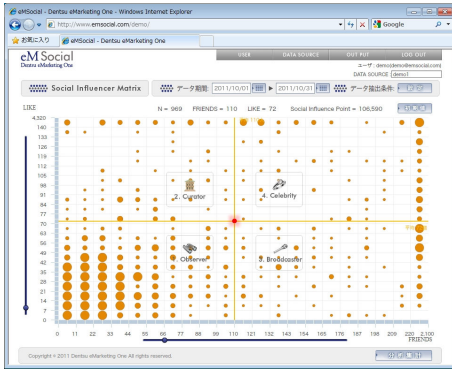 eMSocial - Dentsu eMarketing One - Windows Internet Explorer
http://www.emsocial.com/demo/
Google
お気に入り
eMSocial - Dentsu eMarketing One
eM Social
Dentsu eMarketing One
USER DATA SOURCE OUT PUT LOG OUT
ユーザ : demo(demo@emsocial.com)
DATA SOURCE demo1
Social Influencer Matrix データ期間: 2011/10/01 ▶ 2011/10/31 データ抽出条件:
LIKE N = 969 FRIENDS = 110 LIKE = 72 Social Influence Point = 106,590
4,320
140
133
126
119
112
105
98
91
84
77
70
63
56
49
42
35
28
21
14
7
0
2. Curator
4. Celebrity
1. Observer
3. Broadcaster
0 11 22 33 44 55 66 77 88 99 110 121 132 143 154 165 176 187 198 209 220 2,100
FRIENDS
Copyright © 2011 Dentsu eMarketing One All rights reserved.